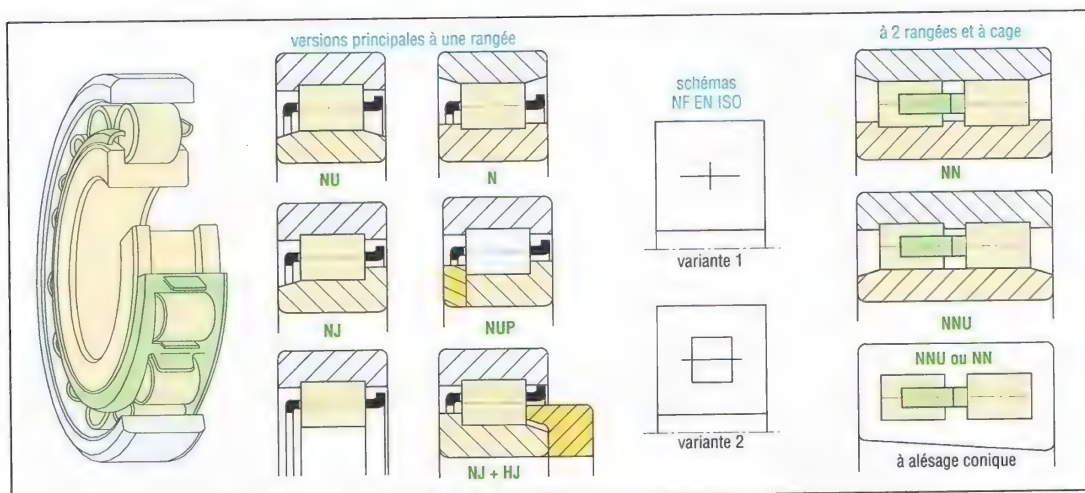 versions principales à une rangée
NU
N
NJ
NUP
NJ + HJ
schémas
NF EN ISO
variante 1
variante 2
à 2 rangées et à cage
NN
NNU
NNU ou NN
à alésage conique